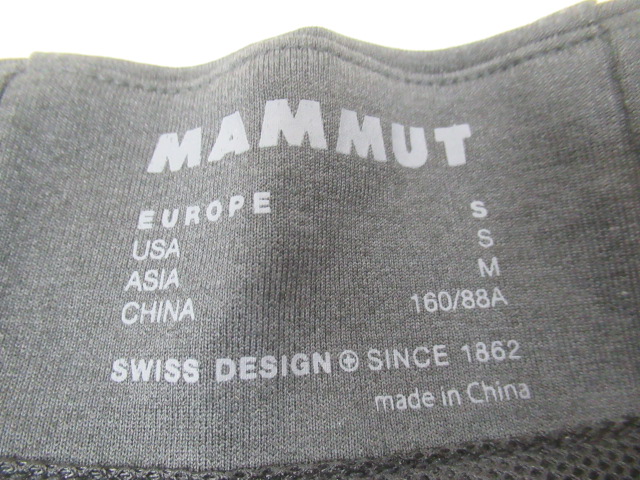 MAMMUT
EUROPE S
USA S
ASIA M
CHINA 160/88A
SWISS DESIGN SINCE 1862
made in China